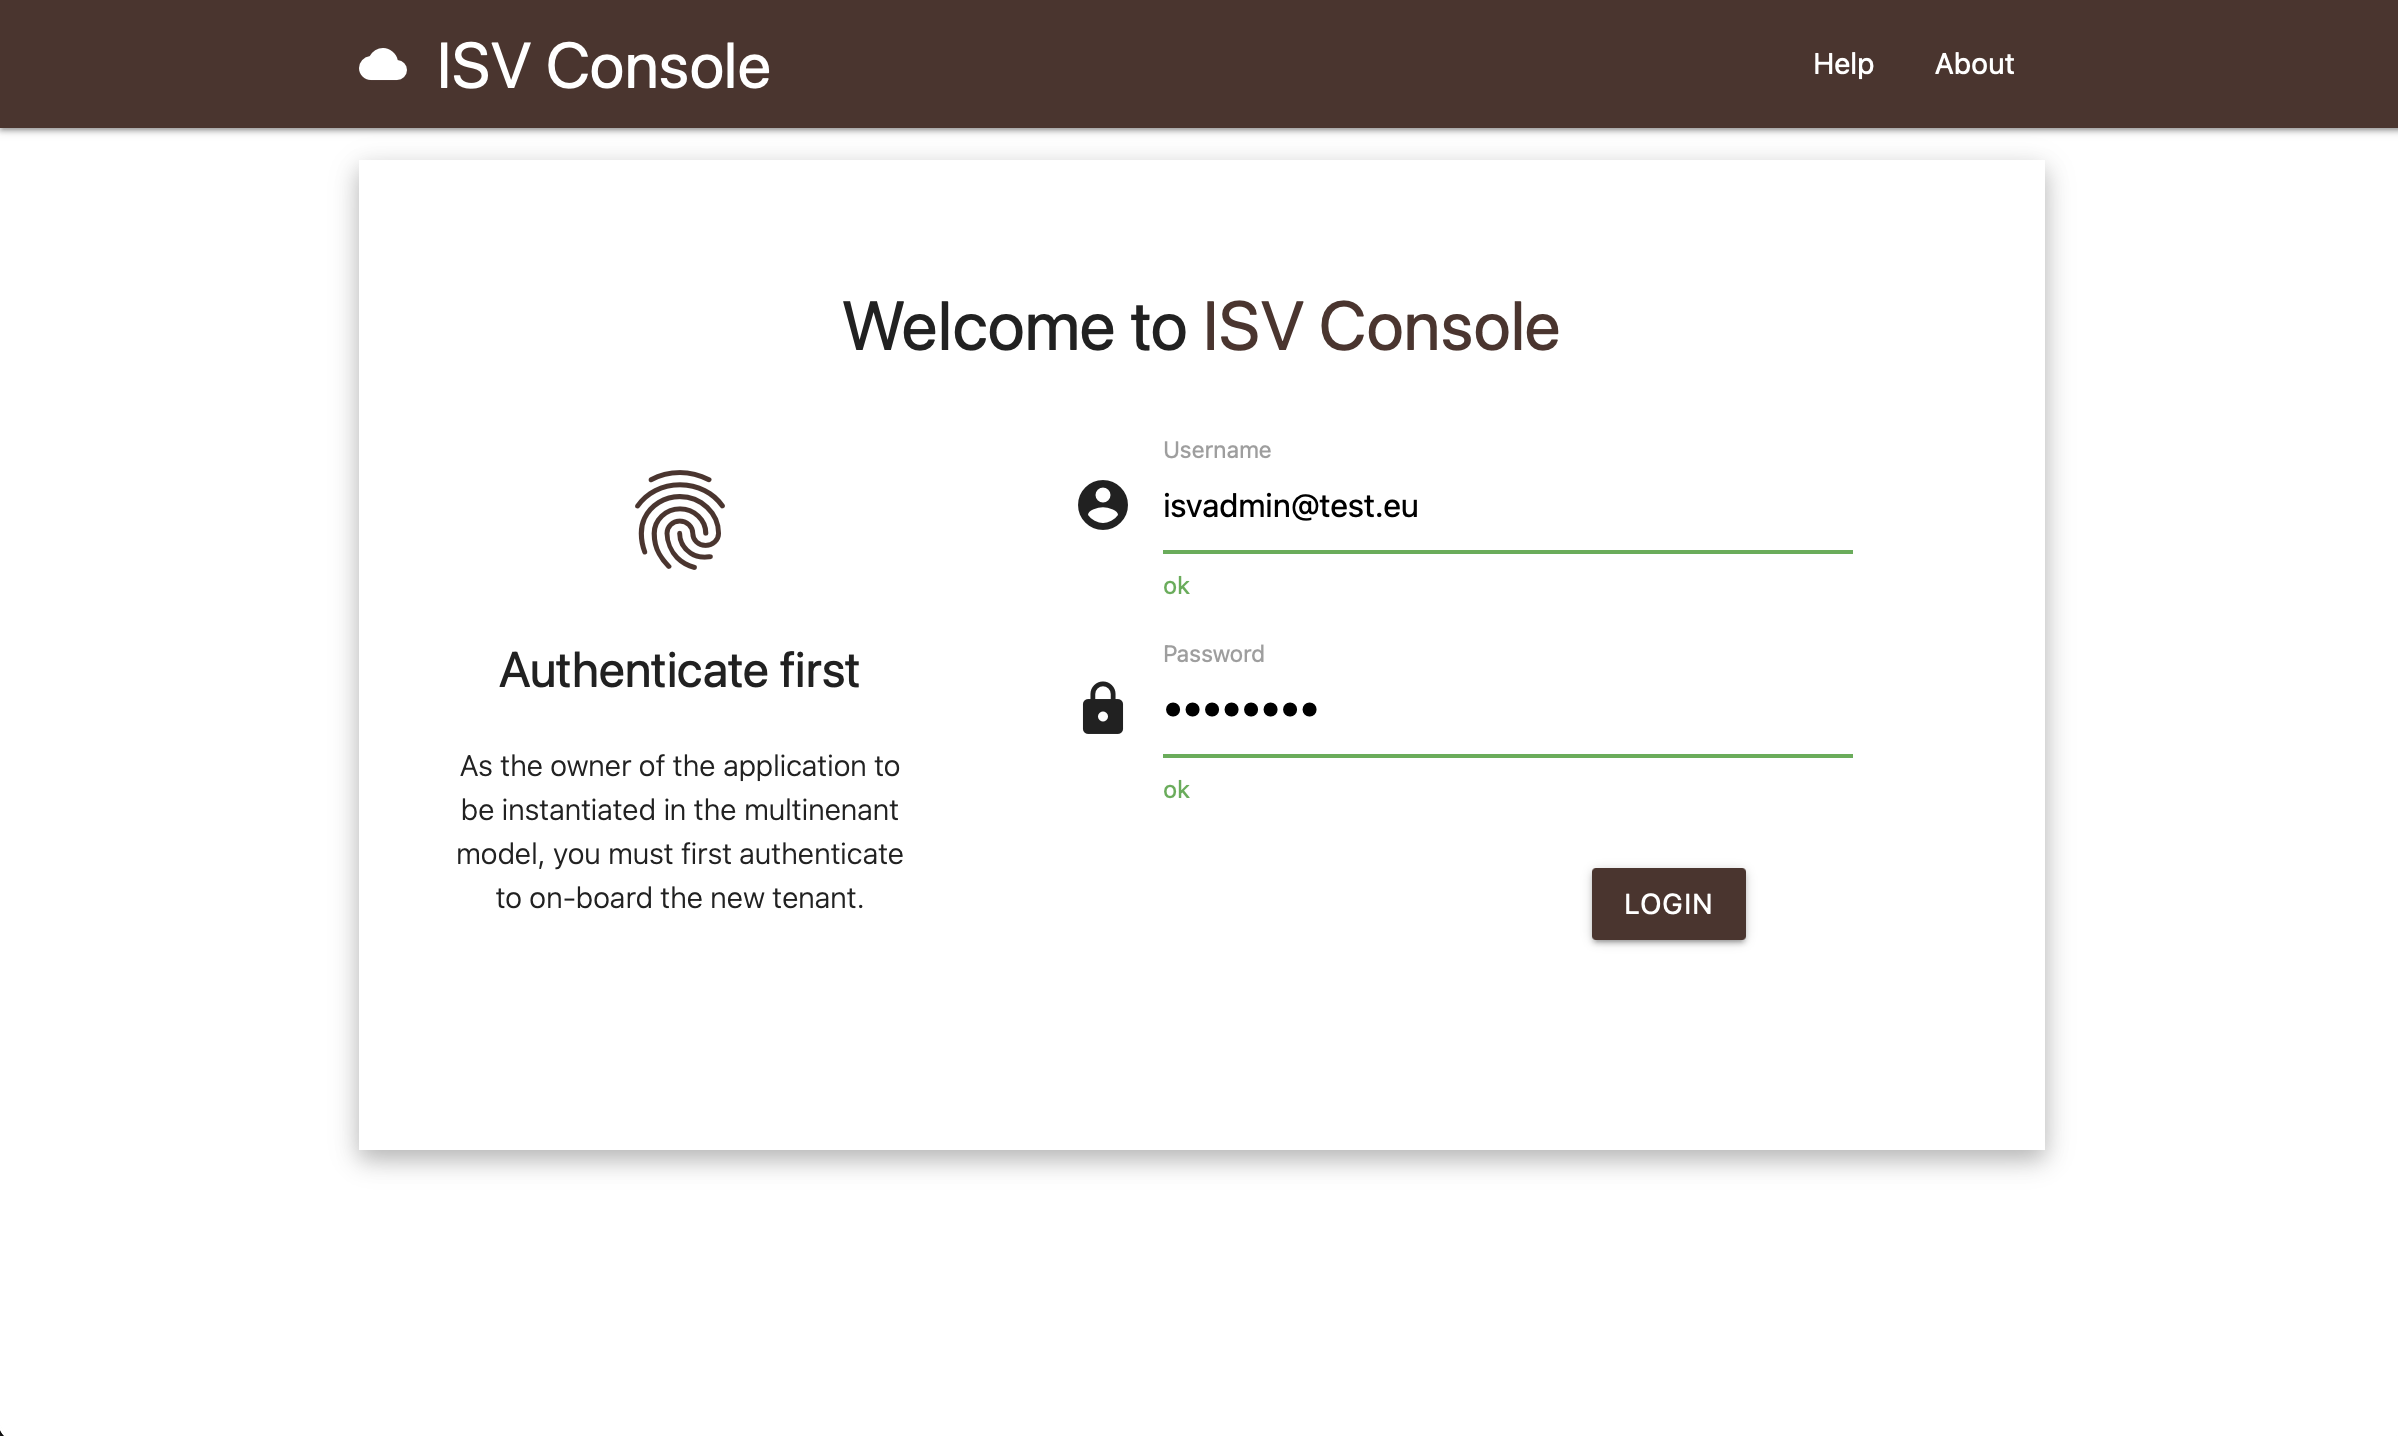 ISV Console
Help
About
Welcome to ISV Console
Authenticate first
As the owner of the application to
be instantiated in the multinenant
model, you must first authenticate
to on-board the new tenant.
Username
isvadmin@test.eu
ok
Password
••••••••
ok
LOGIN